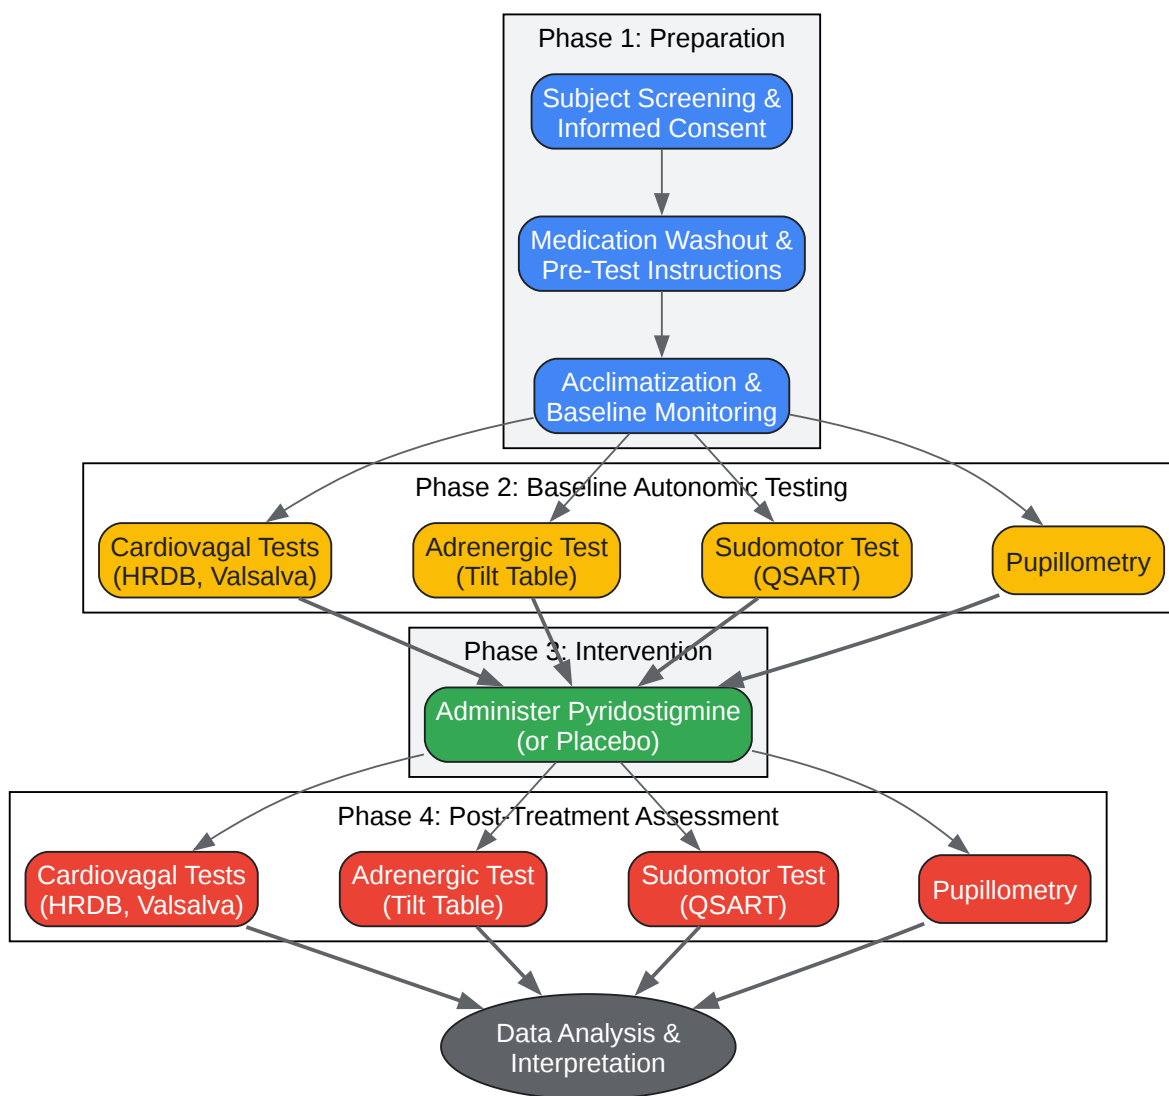 Phase 1: Preparation
Subject Screening &
Informed Consent
Medication Washout &
Pre-Test Instructions
Acclimatization &
Baseline Monitoring
Phase 2: Baseline Autonomic Testing
Cardiovagal Tests
(HRDB, Valsalva)
Adrenergic Test
(Tilt Table)
Sudomotor Test
(QSART)
Pupillometry
Phase 3: Intervention
Administer Pyridostigmine
(or Placebo)
Phase 4: Post-Treatment Assessment
Cardiovagal Tests
(HRDB, Valsalva)
Adrenergic Test
(Tilt Table)
Sudomotor Test
(QSART)
Pupillometry
Data Analysis &
Interpretation